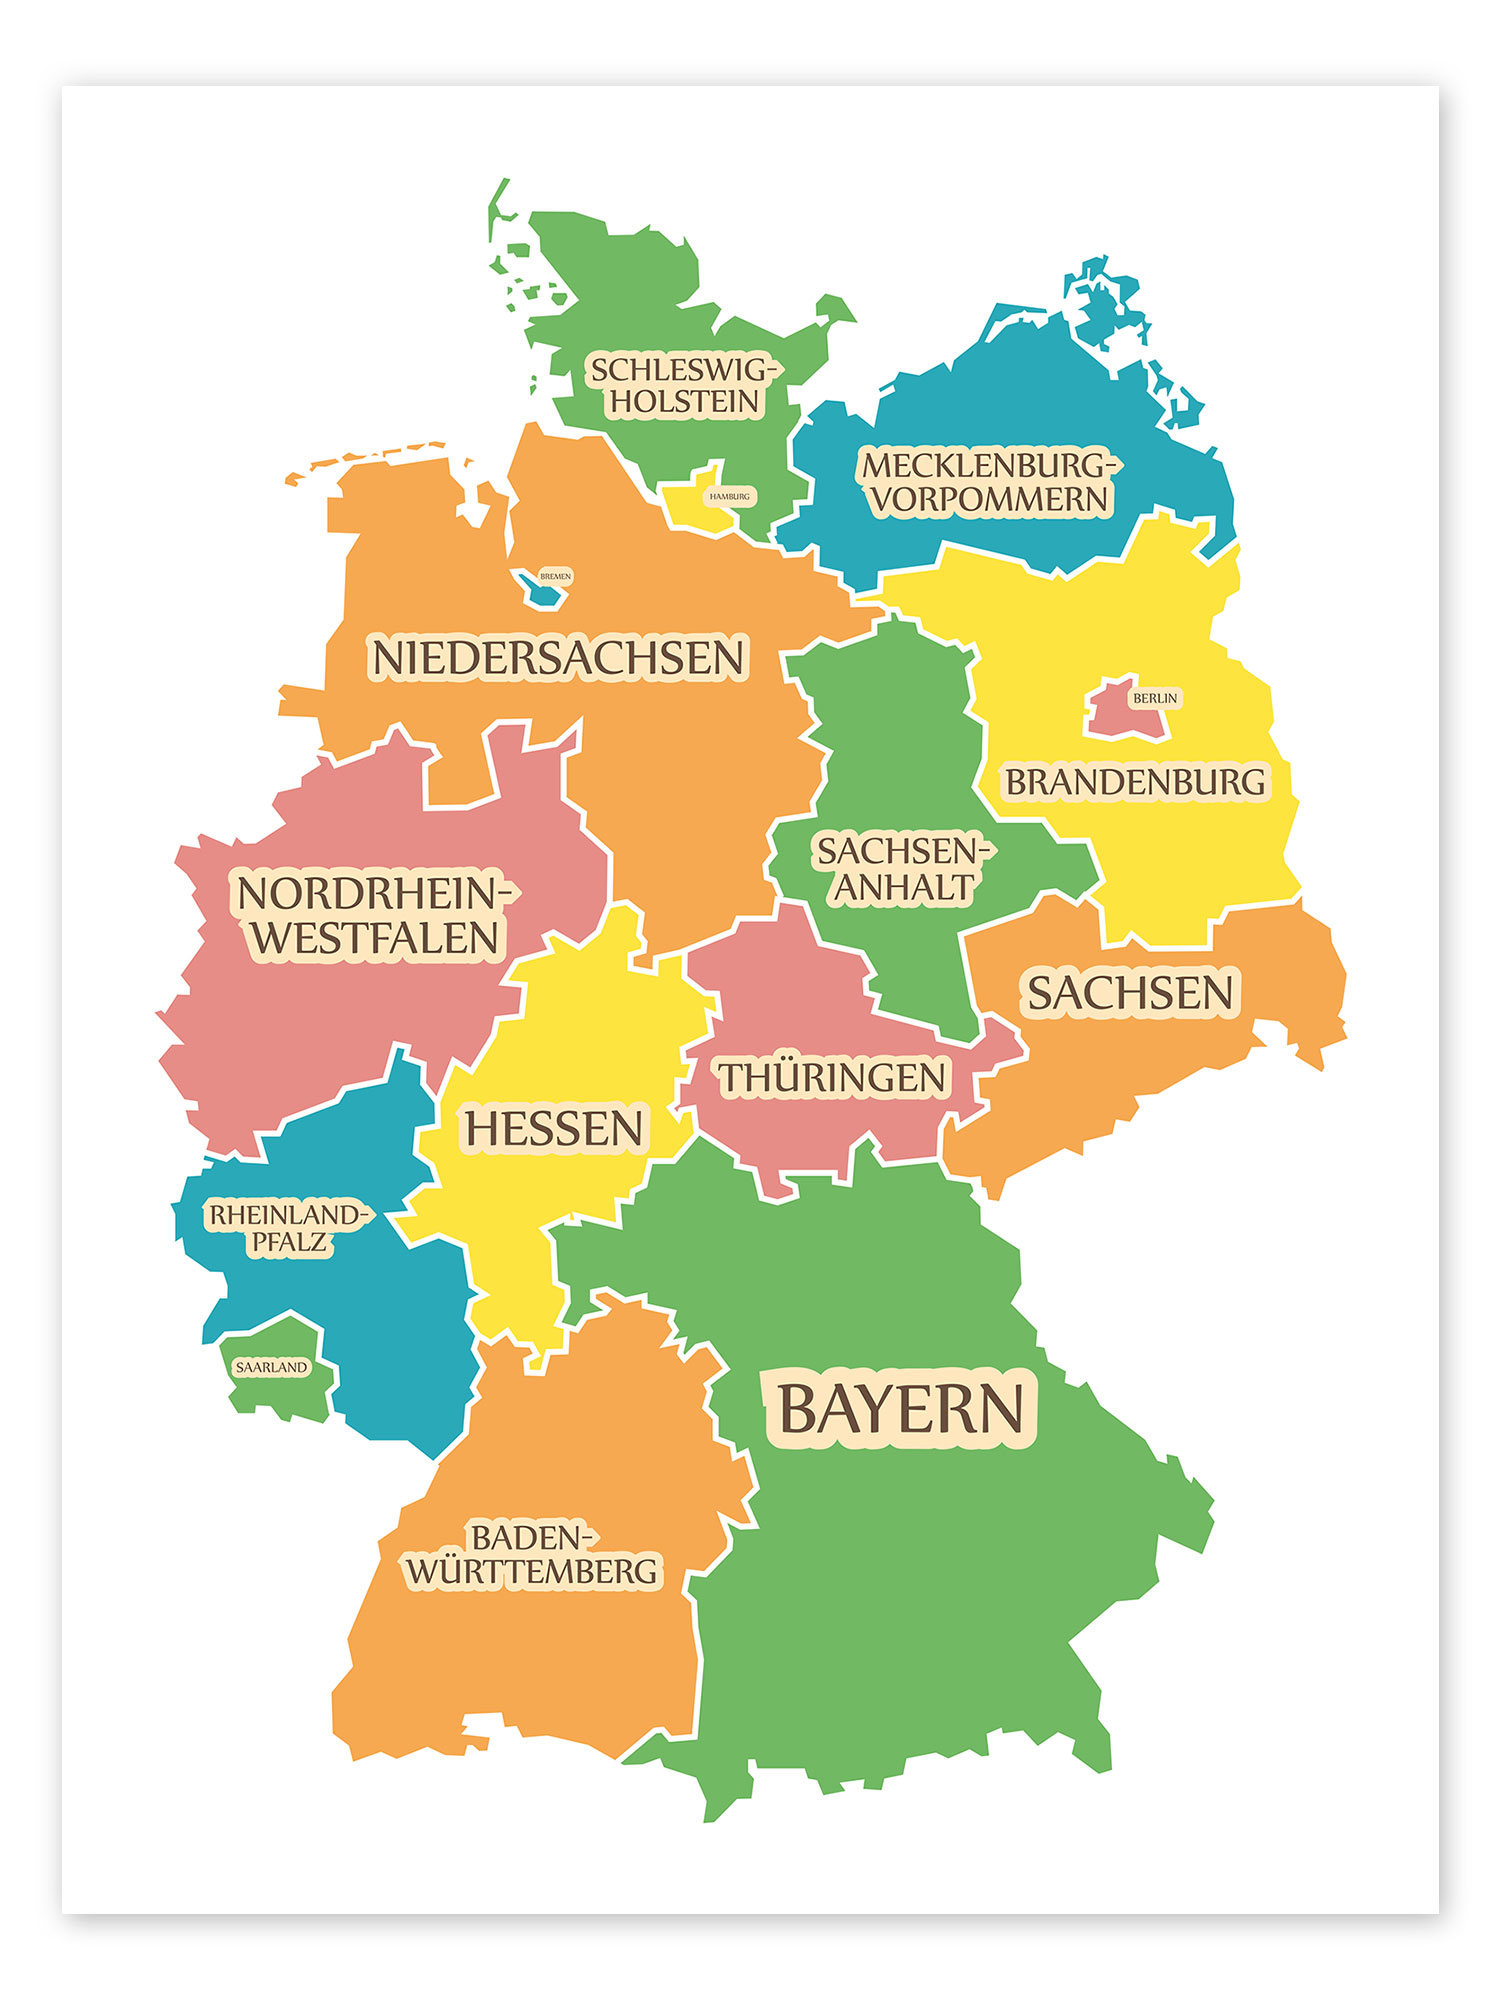 SCHLESWIG-
HOLSTEIN
MECKLENBURG-
VORPOMMERN
HAMBURG
BREMEN
NIEDERSACHSEN
BERLIN
BRANDENBURG
SACHSEN-
ANHALT
NORDRHEIN-
WESTFALEN
SACHSEN
THÜRINGEN
HESSEN
RHEINLAND-
PFALZ
SAARLAND
BAYERN
BADEN-
WÜRTTEMBERG